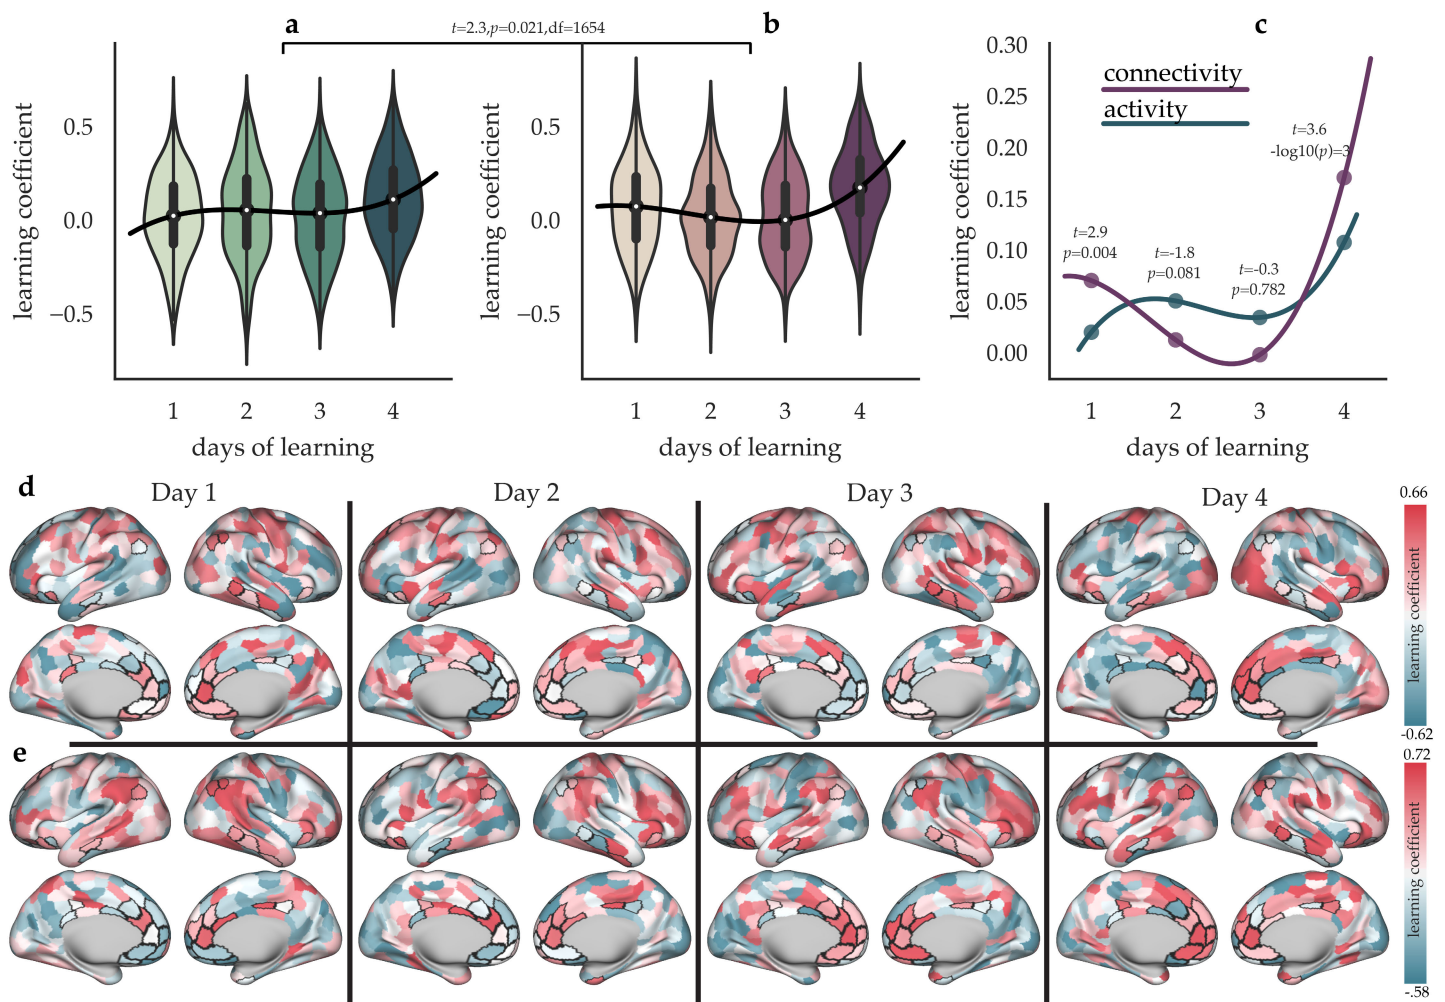 a
t=2.3,p=0.021,df=1654
b
c
learning coefficient
0.5
0.0
−0.5
1 2 3 4
days of learning
learning coefficient
0.5
0.0
−0.5
1 2 3 4
days of learning
learning coefficient
0.30
0.25
0.20
0.15
0.10
0.05
0.00
connectivity
activity
t=2.9
p=0.004
t=-1.8
p=0.081
t=-0.3
p=0.782
t=3.6
-log10(p)=3
1 2 3 4
days of learning
d
Day 1
Day 2
Day 3
Day 4
0.66
learning coefficient
-0.62
e
0.72
learning coefficient
-.58